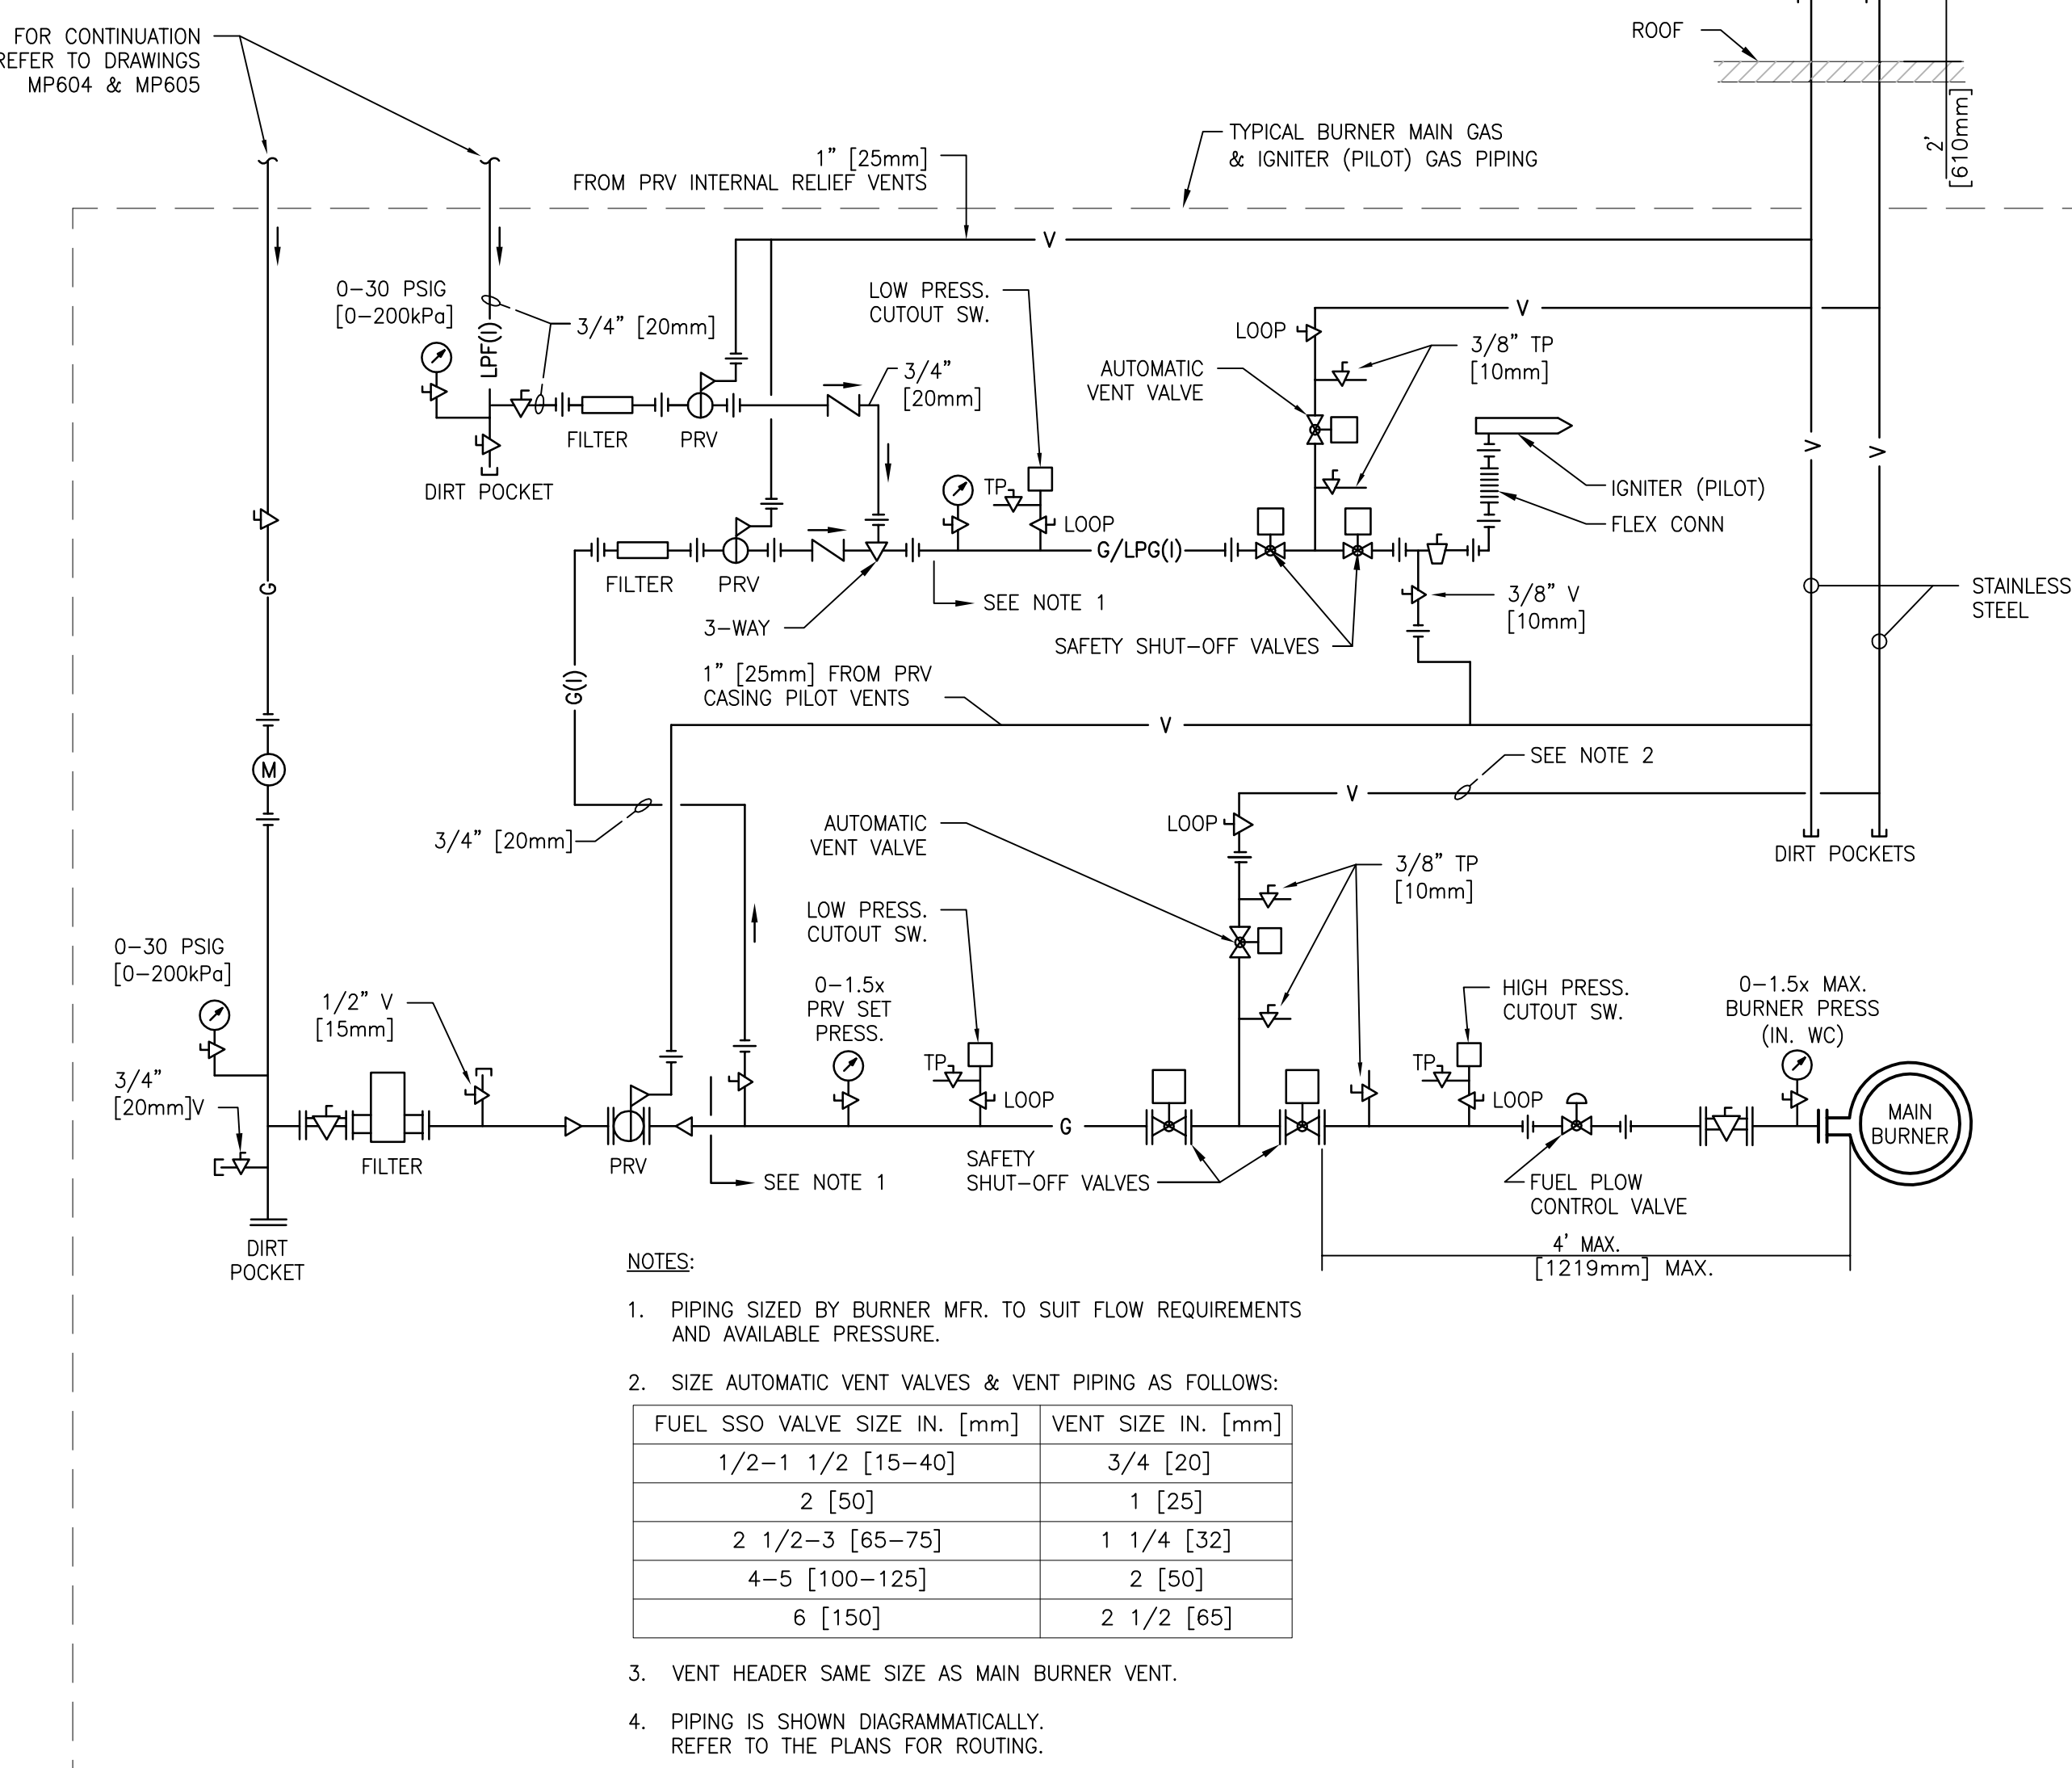 FOR CONTINUATION
REFER TO DRAWINGS
MP604 & MP605
ROOF
2'
[610mm]
TYPICAL BURNER MAIN GAS
& IGNITER (PILOT) GAS PIPING
1" [25mm]
FROM PRV INTERNAL RELIEF VENTS
V
0-30 PSIG
[0-200kPa]
LPF(I)
3/4" [20mm]
LOW PRESS.
CUTOUT SW.
LOOP
V
AUTOMATIC
VENT VALVE
3/8" TP
[10mm]
3/4"
[20mm]
FILTER
PRV
DIRT POCKET
TP
LOOP
V
V
IGNITER (PILOT)
FLEX CONN
G/LPG(I)
G
FILTER
PRV
3-WAY
SEE NOTE 1
SAFETY SHUT-OFF VALVES
3/8" V
[10mm]
STAINLESS
STEEL
G(I)
1" [25mm] FROM PRV
CASING PILOT VENTS
V
SEE NOTE 2
M
V
3/4" [20mm]
AUTOMATIC
VENT VALVE
LOOP
DIRT POCKETS
3/8" TP
[10mm]
LOW PRESS.
CUTOUT SW.
0-30 PSIG
[0-200kPa]
1/2" V
[15mm]
0-1.5x
PRV SET
PRESS.
HIGH PRESS.
CUTOUT SW.
0-1.5x MAX.
BURNER PRESS
(IN. WC)
3/4"
[20mm]V
TP
LOOP
TP
LOOP
MAIN
BURNER
G
FILTER
PRV
SEE NOTE 1
SAFETY
SHUT-OFF VALVES
FUEL PLOW
CONTROL VALVE
DIRT
POCKET
4' MAX.
[1219mm] MAX.
NOTES:
1. PIPING SIZED BY BURNER MFR. TO SUIT FLOW REQUIREMENTS
AND AVAILABLE PRESSURE.
2. SIZE AUTOMATIC VENT VALVES & VENT PIPING AS FOLLOWS:
FUEL SSO VALVE SIZE IN. [mm] VENT SIZE IN. [mm]
1/2-1 1/2 [15-40] 3/4 [20]
2 [50] 1 [25]
2 1/2-3 [65-75] 1 1/4 [32]
4-5 [100-125] 2 [50]
6 [150] 2 1/2 [65]
3. VENT HEADER SAME SIZE AS MAIN BURNER VENT.
4. PIPING IS SHOWN DIAGRAMMATICALLY.
REFER TO THE PLANS FOR ROUTING.